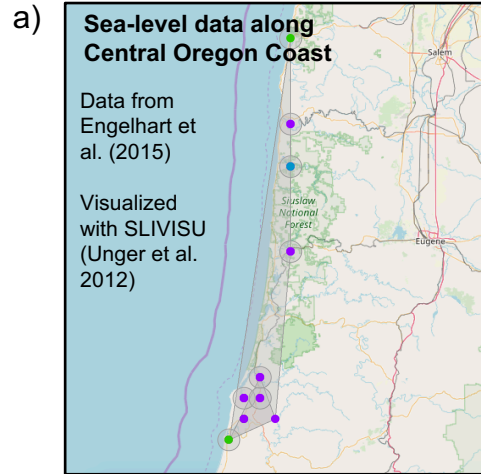 a)
Sea-level data along
Central Oregon Coast
Data from
Engelhart et
al. (2015)
Visualized
with SLIVISU
(Unger et al.
2012)
Salem
Siuslaw
National
Forest
Eugene